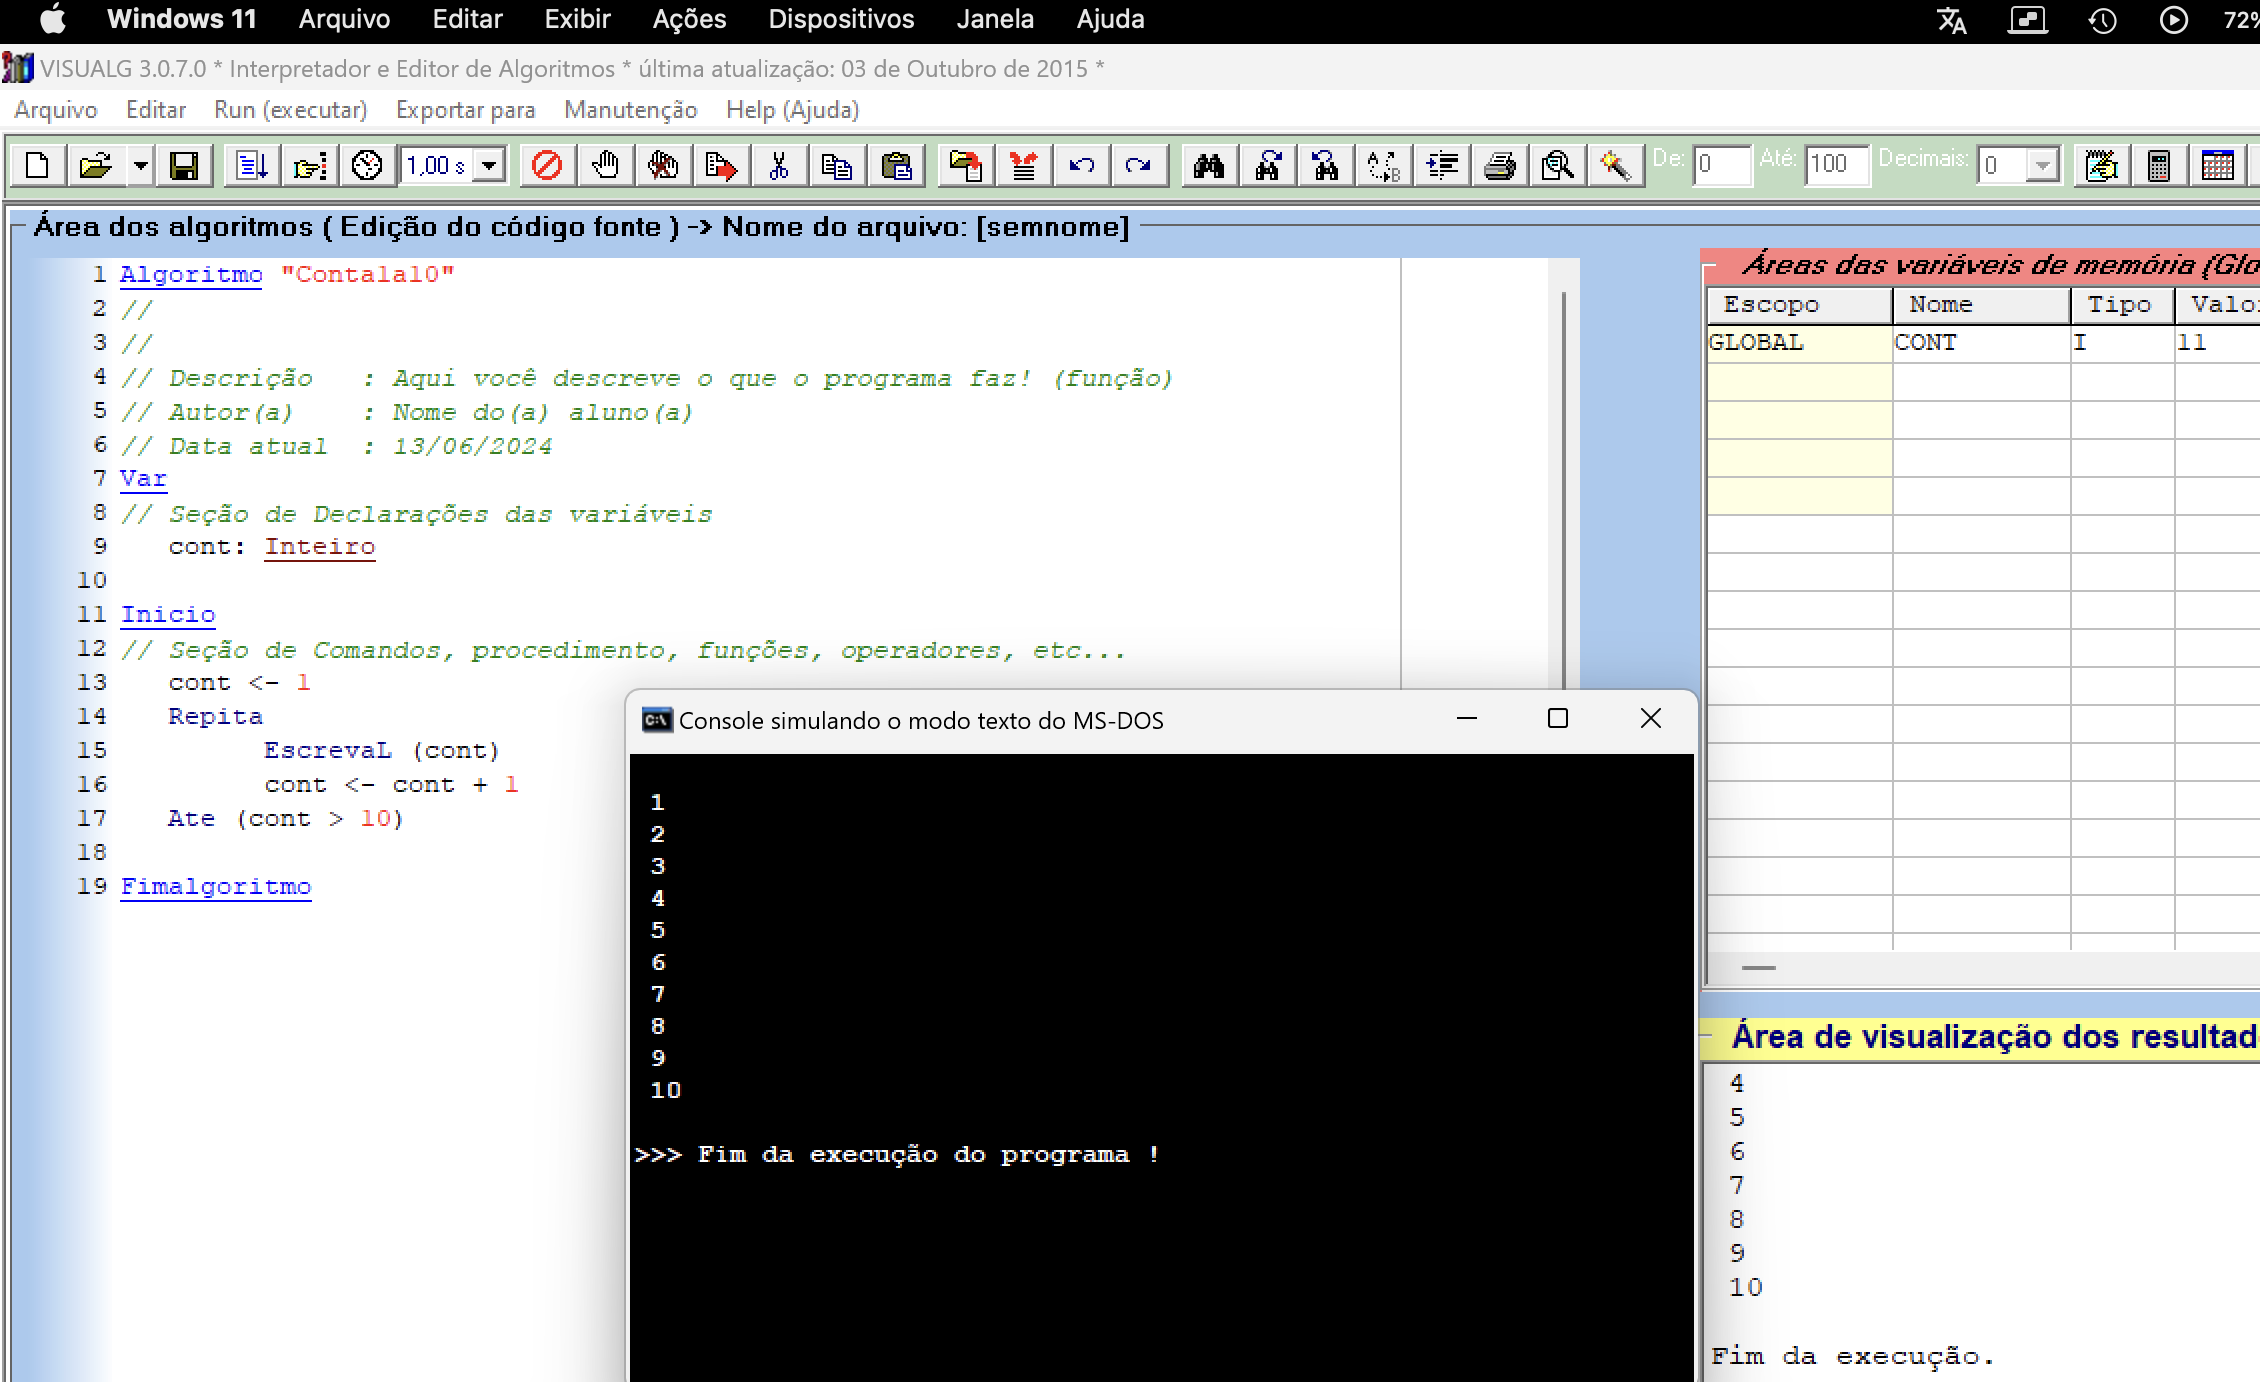 Windows 11 Arquivo Editar Exibir Ações Dispositivos Janela Ajuda 72%
VISUALG 3.0.7.0 * Interpretador e Editor de Algoritmos * última atualização: 03 de Outubro de 2015 *
Arquivo Editar Run (executar) Exportar para Manutenção Help (Ajuda)
1,00 s De: 0 Até: 100 Decimais: 0
Área dos algoritmos ( Edição do código fonte ) -> Nome do arquivo: [semnome]
1 Algoritmo "Conta1a10"
2 //
3 //
4 // Descrição : Aqui você descreve o que o programa faz! (função)
5 // Autor(a) : Nome do(a) aluno(a)
6 // Data atual : 13/06/2024
7 Var
8 // Seção de Declarações das variáveis
9 cont: Inteiro
10
11 Inicio
12 // Seção de Comandos, procedimento, funções, operadores, etc...
13 cont <- 1
14 Repita
15 EscrevaL (cont)
16 cont <- cont + 1
17 Ate (cont > 10)
18
19 Fimalgoritmo
Console simulando o modo texto do MS-DOS
1
2
3
4
5
6
7
8
9
10
>>> Fim da execução do programa !
Áreas das variáveis de memória (Glo
Escopo Nome Tipo Valor
GLOBAL CONT I 11
Área de visualização dos resultad
4
5
6
7
8
9
10
Fim da execução.